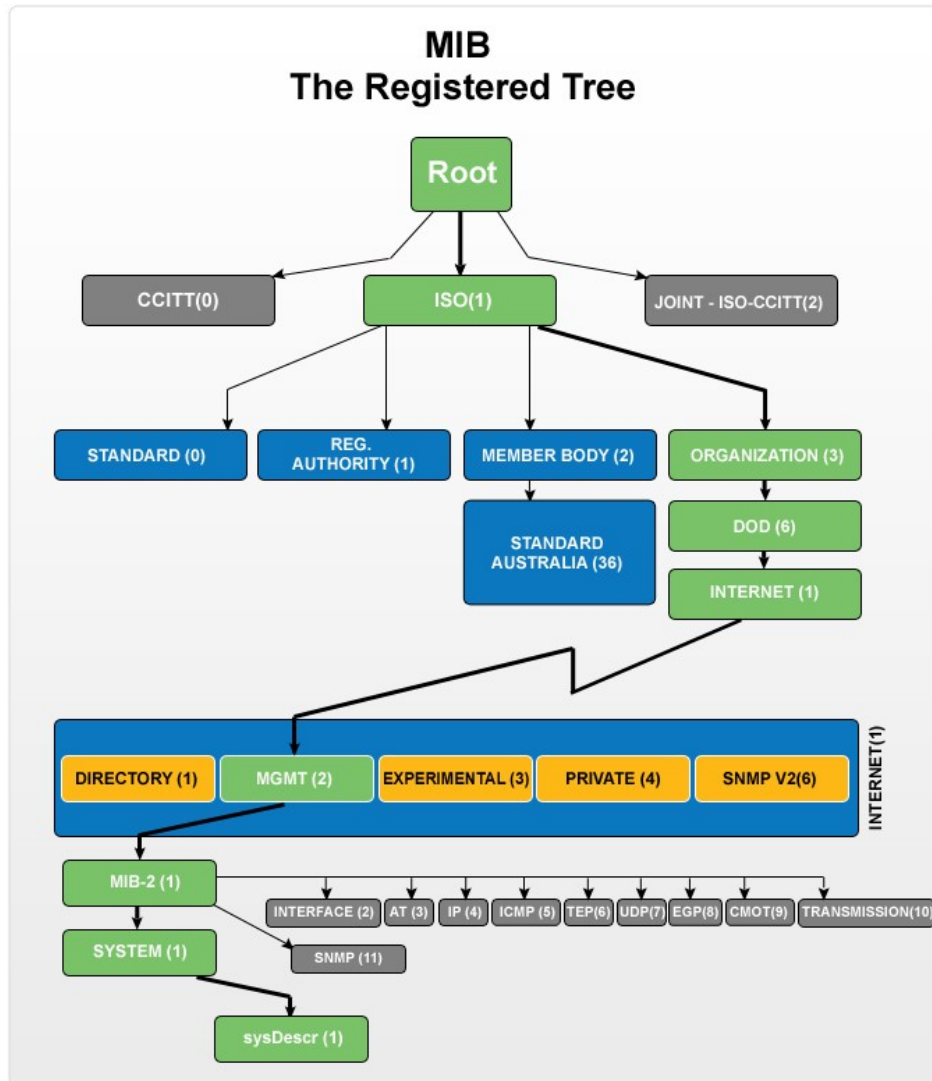 MIB
The Registered Tree
Root
CCITT(0)
ISO(1)
JOINT - ISO-CCITT(2)
STANDARD (0)
REG.
AUTHORITY (1)
MEMBER BODY (2)
ORGANIZATION (3)
STANDARD
AUSTRALIA (36)
DOD (6)
INTERNET (1)
DIRECTORY (1)
MGMT (2)
EXPERIMENTAL (3)
PRIVATE (4)
SNMP V2(6)
INTERNET(1)
MIB-2 (1)
INTERFACE (2)
AT (3)
IP (4)
ICMP (5)
TEP(6)
UDP(7)
EGP(8)
CMOT(9)
TRANSMISSION(10)
SYSTEM (1)
SNMP (11)
sysDescr (1)